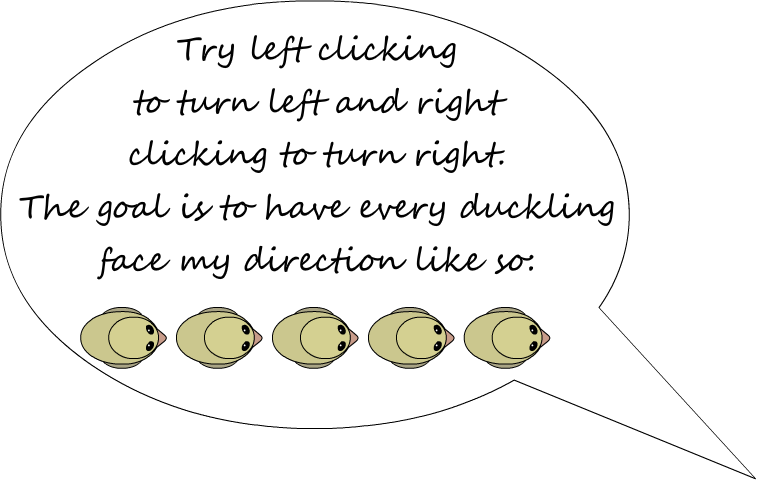 Try left clicking
to turn left and right
clicking to turn right.
The goal is to have every duckling
face my direction like so: